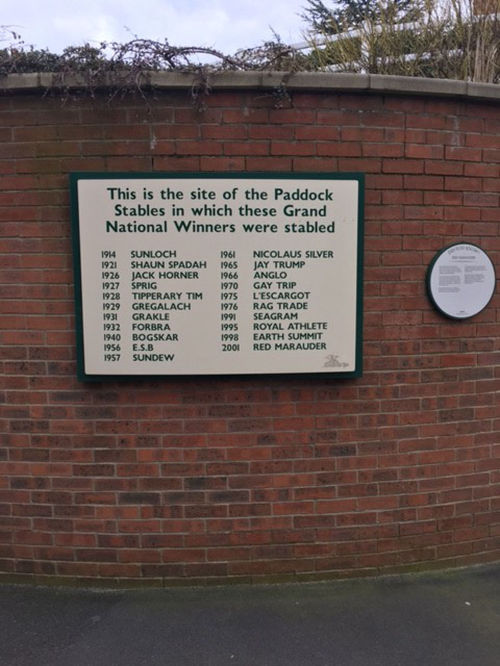 This is the site of the Paddock
Stables in which these Grand
National Winners were stabled
1914 SUNLOCH
1921 SHAUN SPADAH
1926 JACK HORNER
1927 SPRIG
1928 TIPPERARY TIM
1929 GREGALACH
1931 GRAKLE
1932 FORBRA
1940 BOGSKAR
1956 E.S.B
1957 SUNDEW
1961 NICOLAUS SILVER
1965 JAY TRUMP
1966 ANGLO
1970 GAY TRIP
1975 L'ESCARGOT
1976 RAG TRADE
1991 SEAGRAM
1995 ROYAL ATHLETE
1998 EARTH SUMMIT
2001 RED MARAUDER